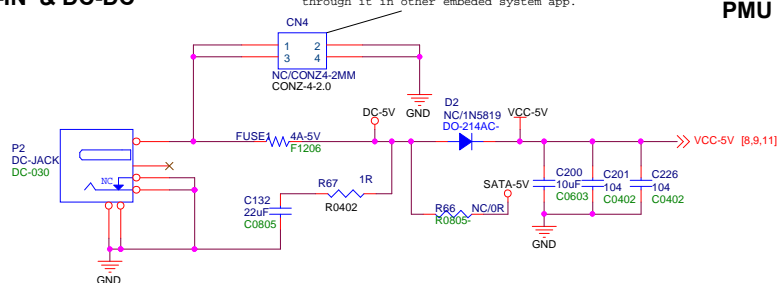 -IN & DC-DC
through it in other embeded system app.
PMU
CN4
1 2
3 4
NC/CONZ4-2MM
CONZ-4-2.0
GND
D2
NC/1N5819
DO-214AC-
DC-5V
VCC-5V
FUSE1 4A-5V
F1206
VCC-5V [8,9,11]
P2
DC-JACK
DC-030
NC
R67 1R
R0402
C132
22uF
C0805
SATA-5V
R66 NC/0R
R0805-
C200
10uF
C0603
C201
104
C0402
C226
104
C0402
GND
GND